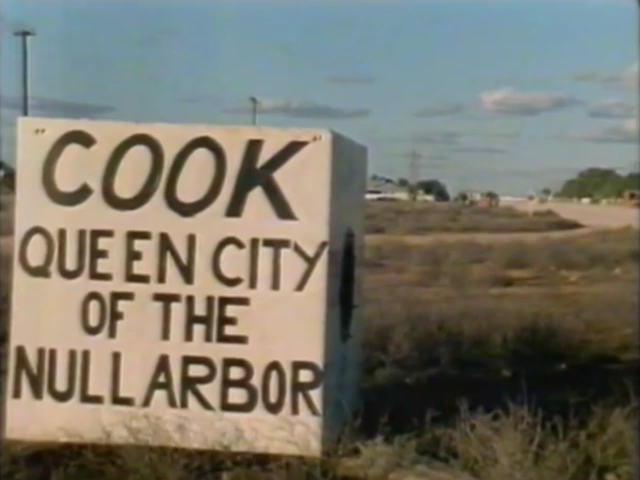 "COOK"
QUEEN CITY
OF THE
NULLARBOR